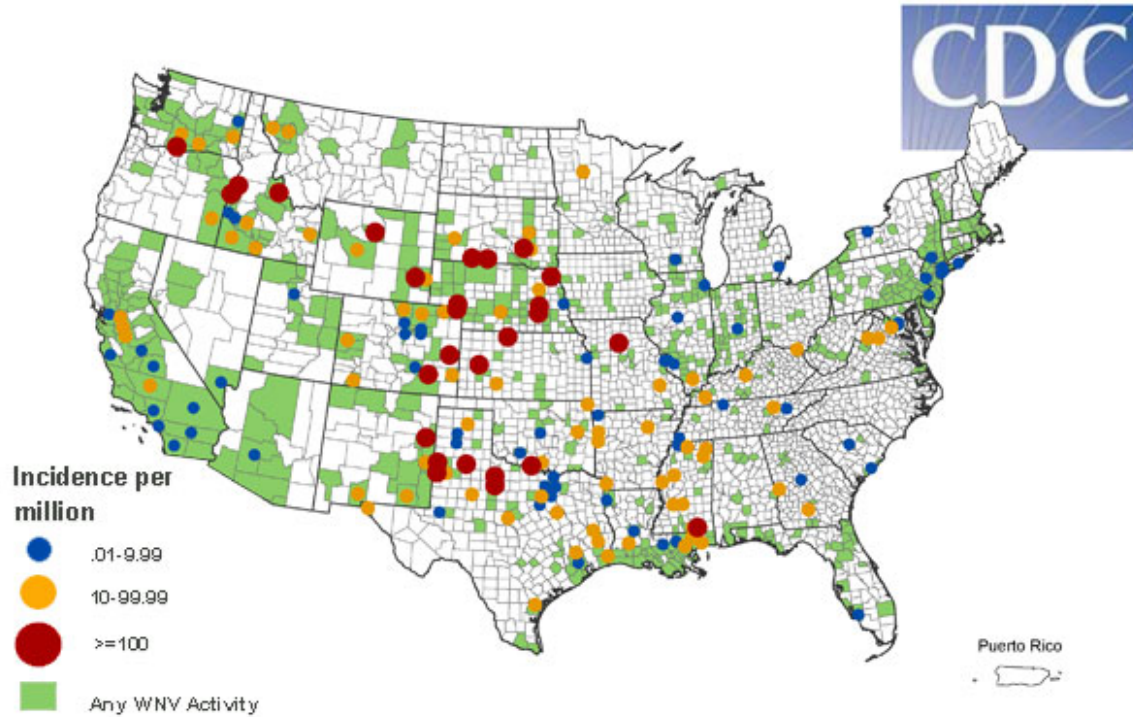 CDC
Incidence per
million
.01-9.99
10-99.99
>=100
Any WNV Activity
Puerto Rico